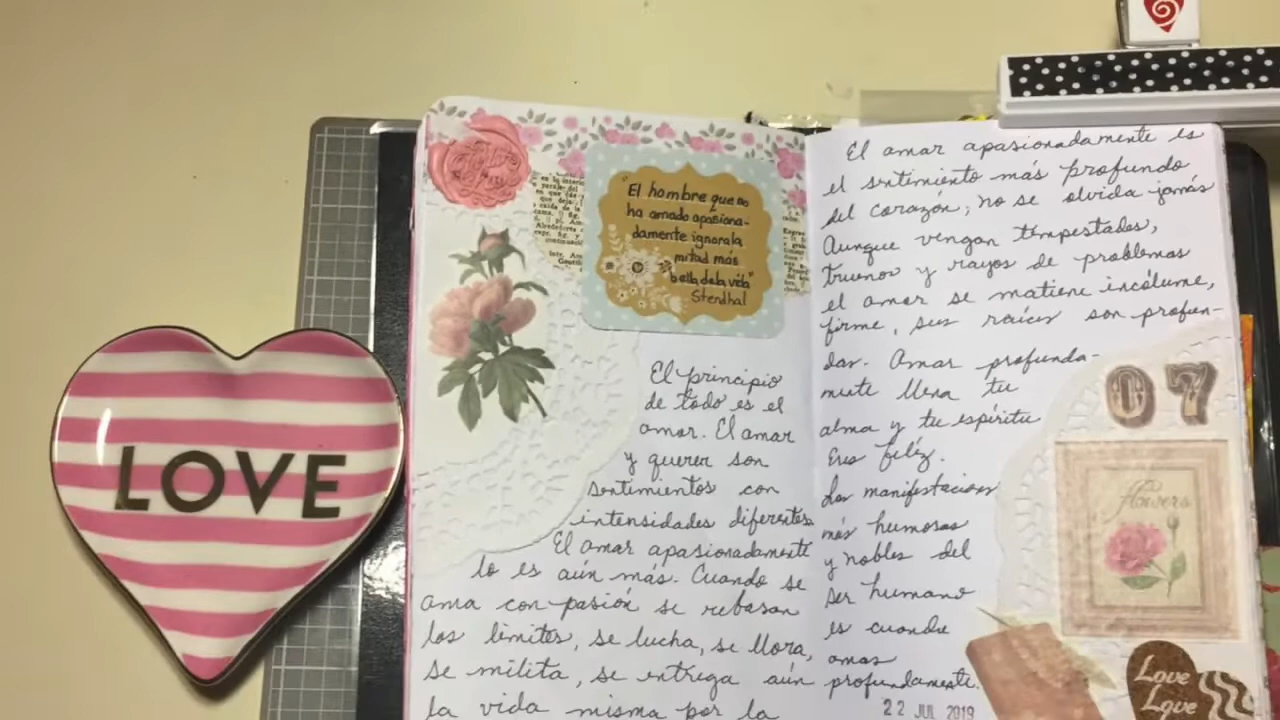 LOVE
"El hombre que no
ha amado apasiona-
damente ignora la
mitad más
bella de la vida"
Stendhal
El principio
de todo es el
amor. El amar
y querer son
sentimientos con
intensidades diferentes.
El amar apasionadamente
lo es aún más. Cuando se
ama con pasión se rebasan
los límites, se lucha, se llora,
se milita, se entrega aún
la vida misma por la
El amar apasionadamente es
el sentimiento más profundo
del corazón; no se olvida jamás
Aunque vengan tempestades,
truenos y rayos de problemas
el amor se matiene incólume,
firme, sus raíces son profun-
das. Amar profunda-
mente llena tu
alma y tu espíritu
Eres felíz.
Las manifestaciones
más humosas
y nobles del
ser humano
es cuando
amas
profundamente.
22 JUL 2019
07
flowers
Love
Love